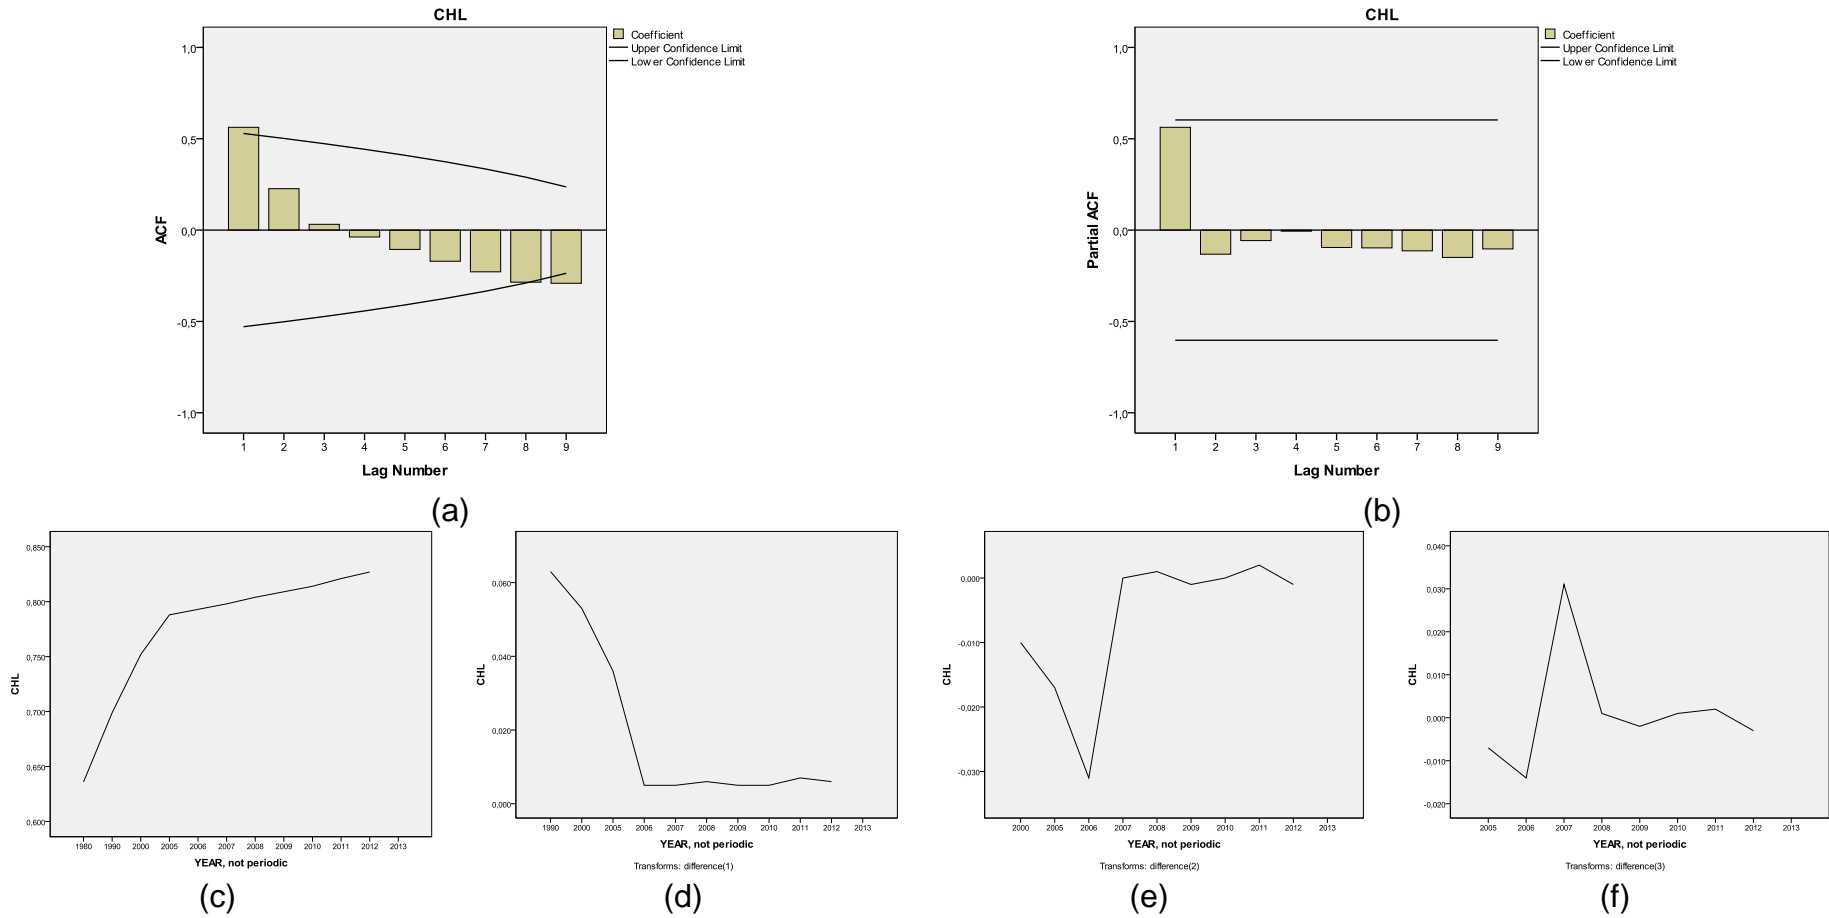 CHL
Coefficient
Upper Confidence Limit
Lower Confidence Limit
1,0
0,5
0,0
-0,5
-1,0
ACF
1 2 3 4 5 6 7 8 9
Lag Number
(a)
CHL
Coefficient
Upper Confidence Limit
Lower Confidence Limit
1,0
0,5
0,0
-0,5
-1,0
Partial ACF
1 2 3 4 5 6 7 8 9
Lag Number
(b)
0,850
0,800
0,750
0,700
0,650
0,600
CHL
1980 1990 2000 2005 2006 2007 2008 2009 2010 2011 2012 2013
YEAR, not periodic
(c)
0,060
0,040
0,020
0,000
CHL
1990 2000 2005 2006 2007 2008 2009 2010 2011 2012 2013
YEAR, not periodic
Transforms: difference(1)
(d)
0,000
-0,010
-0,020
-0,030
CHL
2000 2005 2006 2007 2008 2009 2010 2011 2012 2013
YEAR, not periodic
Transforms: difference(2)
(e)
0,040
0,030
0,020
0,010
0,000
-0,010
-0,020
CHL
2005 2006 2007 2008 2009 2010 2011 2012 2013
YEAR, not periodic
Transforms: difference(3)
(f)